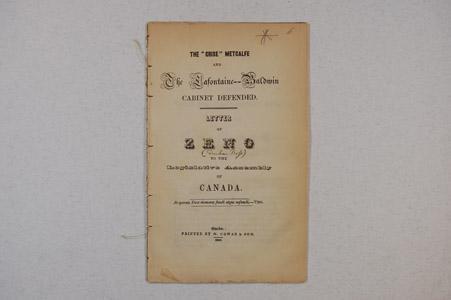 THE "CRISE," METCALFE
AND
The Lafontaine--Baldwin
CABINET DEFENDED.
LETTER
OF
ZENO
TO THE
Legislative Assembly
OF
CANADA.
PRINTED BY W. COWAN & SON.